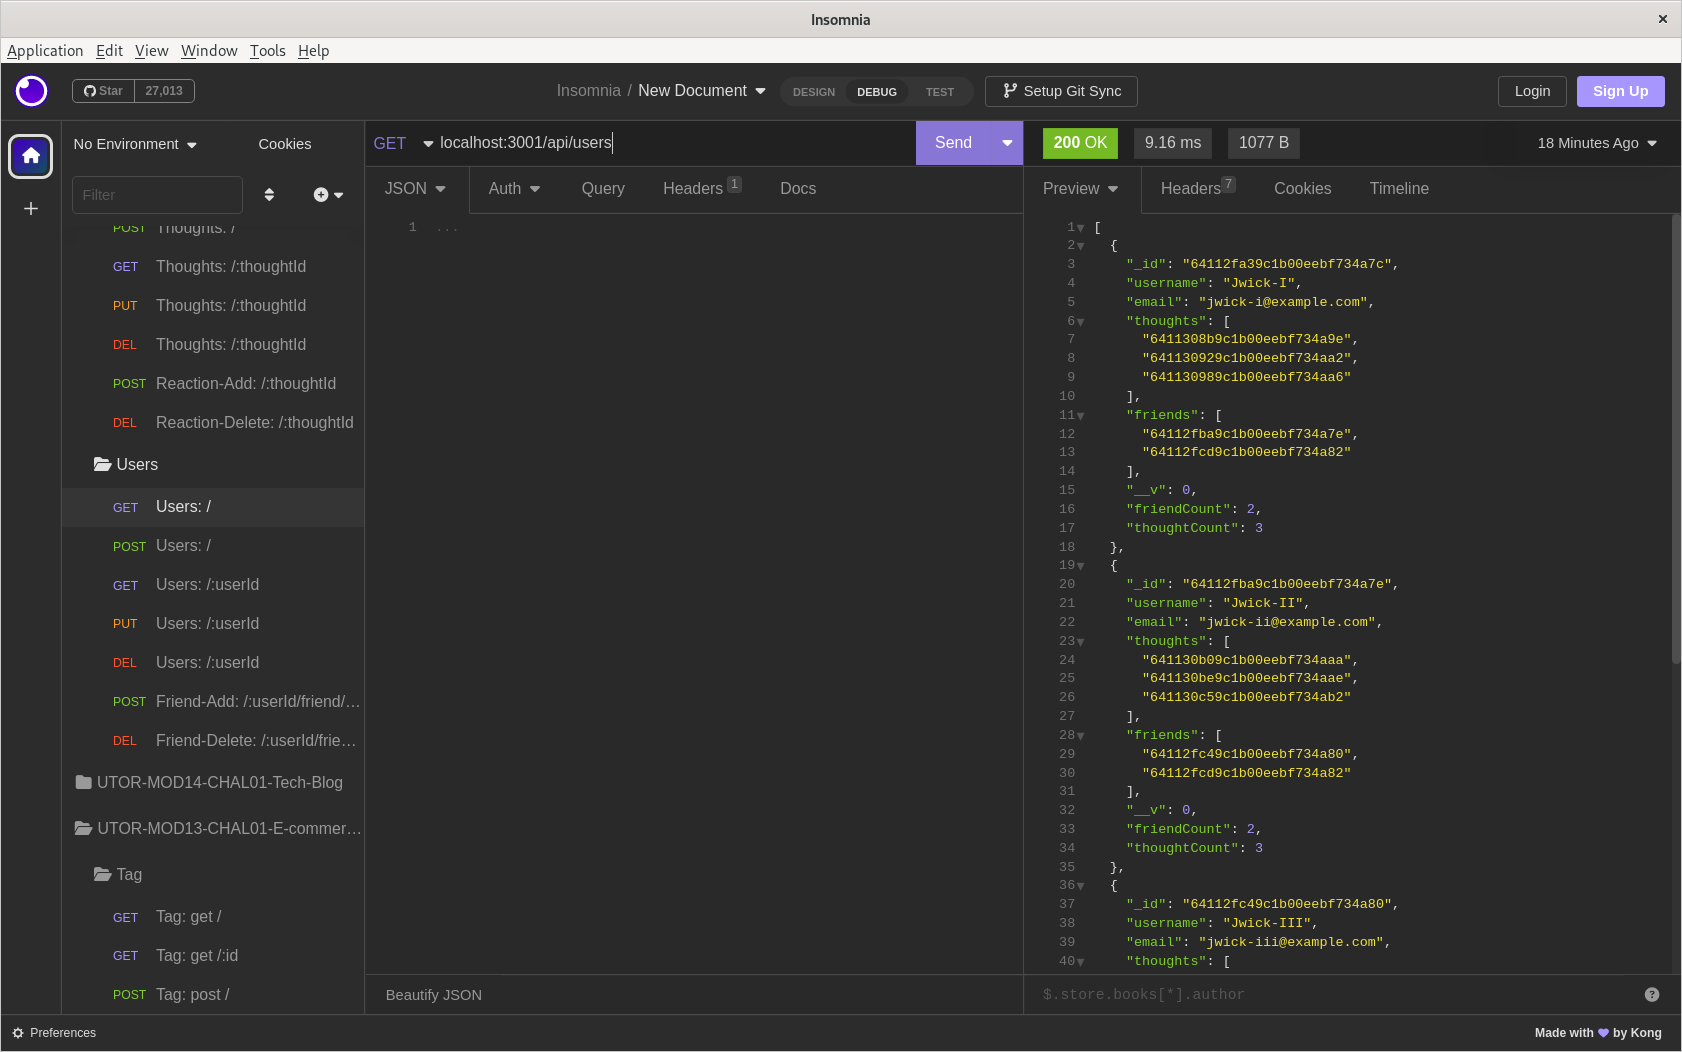 Insomnia
Application Edit View Window Tools Help
Star 27,013
Insomnia / New Document
DESIGN DEBUG TEST
Setup Git Sync
Login
Sign Up
No Environment
Cookies
Filter
POST Thoughts: /
GET Thoughts: /:thoughtId
PUT Thoughts: /:thoughtId
DEL Thoughts: /:thoughtId
POST Reaction-Add: /:thoughtId
DEL Reaction-Delete: /:thoughtId
Users
GET Users: /
POST Users: /
GET Users: /:userId
PUT Users: /:userId
DEL Users: /:userId
POST Friend-Add: /:userId/friend/...
DEL Friend-Delete: /:userId/frie...
UTOR-MOD14-CHAL01-Tech-Blog
UTOR-MOD13-CHAL01-E-commer...
Tag
GET Tag: get /
GET Tag: get /:id
POST Tag: post /
GET localhost:3001/api/users
Send
JSON Auth Query Headers 1 Docs
1 ...
Beautify JSON
200 OK 9.16 ms 1077 B
18 Minutes Ago
Preview Headers 7 Cookies Timeline
1 [
2 {
3 "_id": "64112fa39c1b00eebf734a7c",
4 "username": "Jwick-I",
5 "email": "jwick-i@example.com",
6 "thoughts": [
7 "6411308b9c1b00eebf734a9e",
8 "641130929c1b00eebf734aa2",
9 "641130989c1b00eebf734aa6"
10 ],
11 "friends": [
12 "64112fba9c1b00eebf734a7e",
13 "64112fcd9c1b00eebf734a82"
14 ],
15 "__v": 0,
16 "friendCount": 2,
17 "thoughtCount": 3
18 },
19 {
20 "_id": "64112fba9c1b00eebf734a7e",
21 "username": "Jwick-II",
22 "email": "jwick-ii@example.com",
23 "thoughts": [
24 "641130b09c1b00eebf734aaa",
25 "641130be9c1b00eebf734aae",
26 "641130c59c1b00eebf734ab2"
27 ],
28 "friends": [
29 "64112fc49c1b00eebf734a80",
30 "64112fcd9c1b00eebf734a82"
31 ],
32 "__v": 0,
33 "friendCount": 2,
34 "thoughtCount": 3
35 },
36 {
37 "_id": "64112fc49c1b00eebf734a80",
38 "username": "Jwick-III",
39 "email": "jwick-iii@example.com",
40 "thoughts": [
$.store.books[*].author
Preferences
Made with by Kong